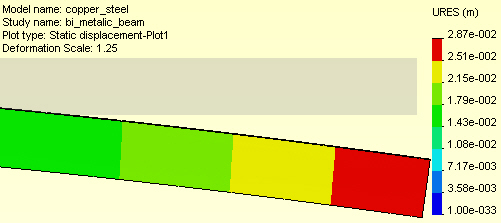 Model name: copper_steel
Study name: bi_metalic_beam
Plot type: Static displacement-Plot1
Deformation Scale: 1.25
URES (m)
2.87e-002
2.51e-002
2.15e-002
1.79e-002
1.43e-002
1.08e-002
7.17e-003
3.58e-003
1.00e-033